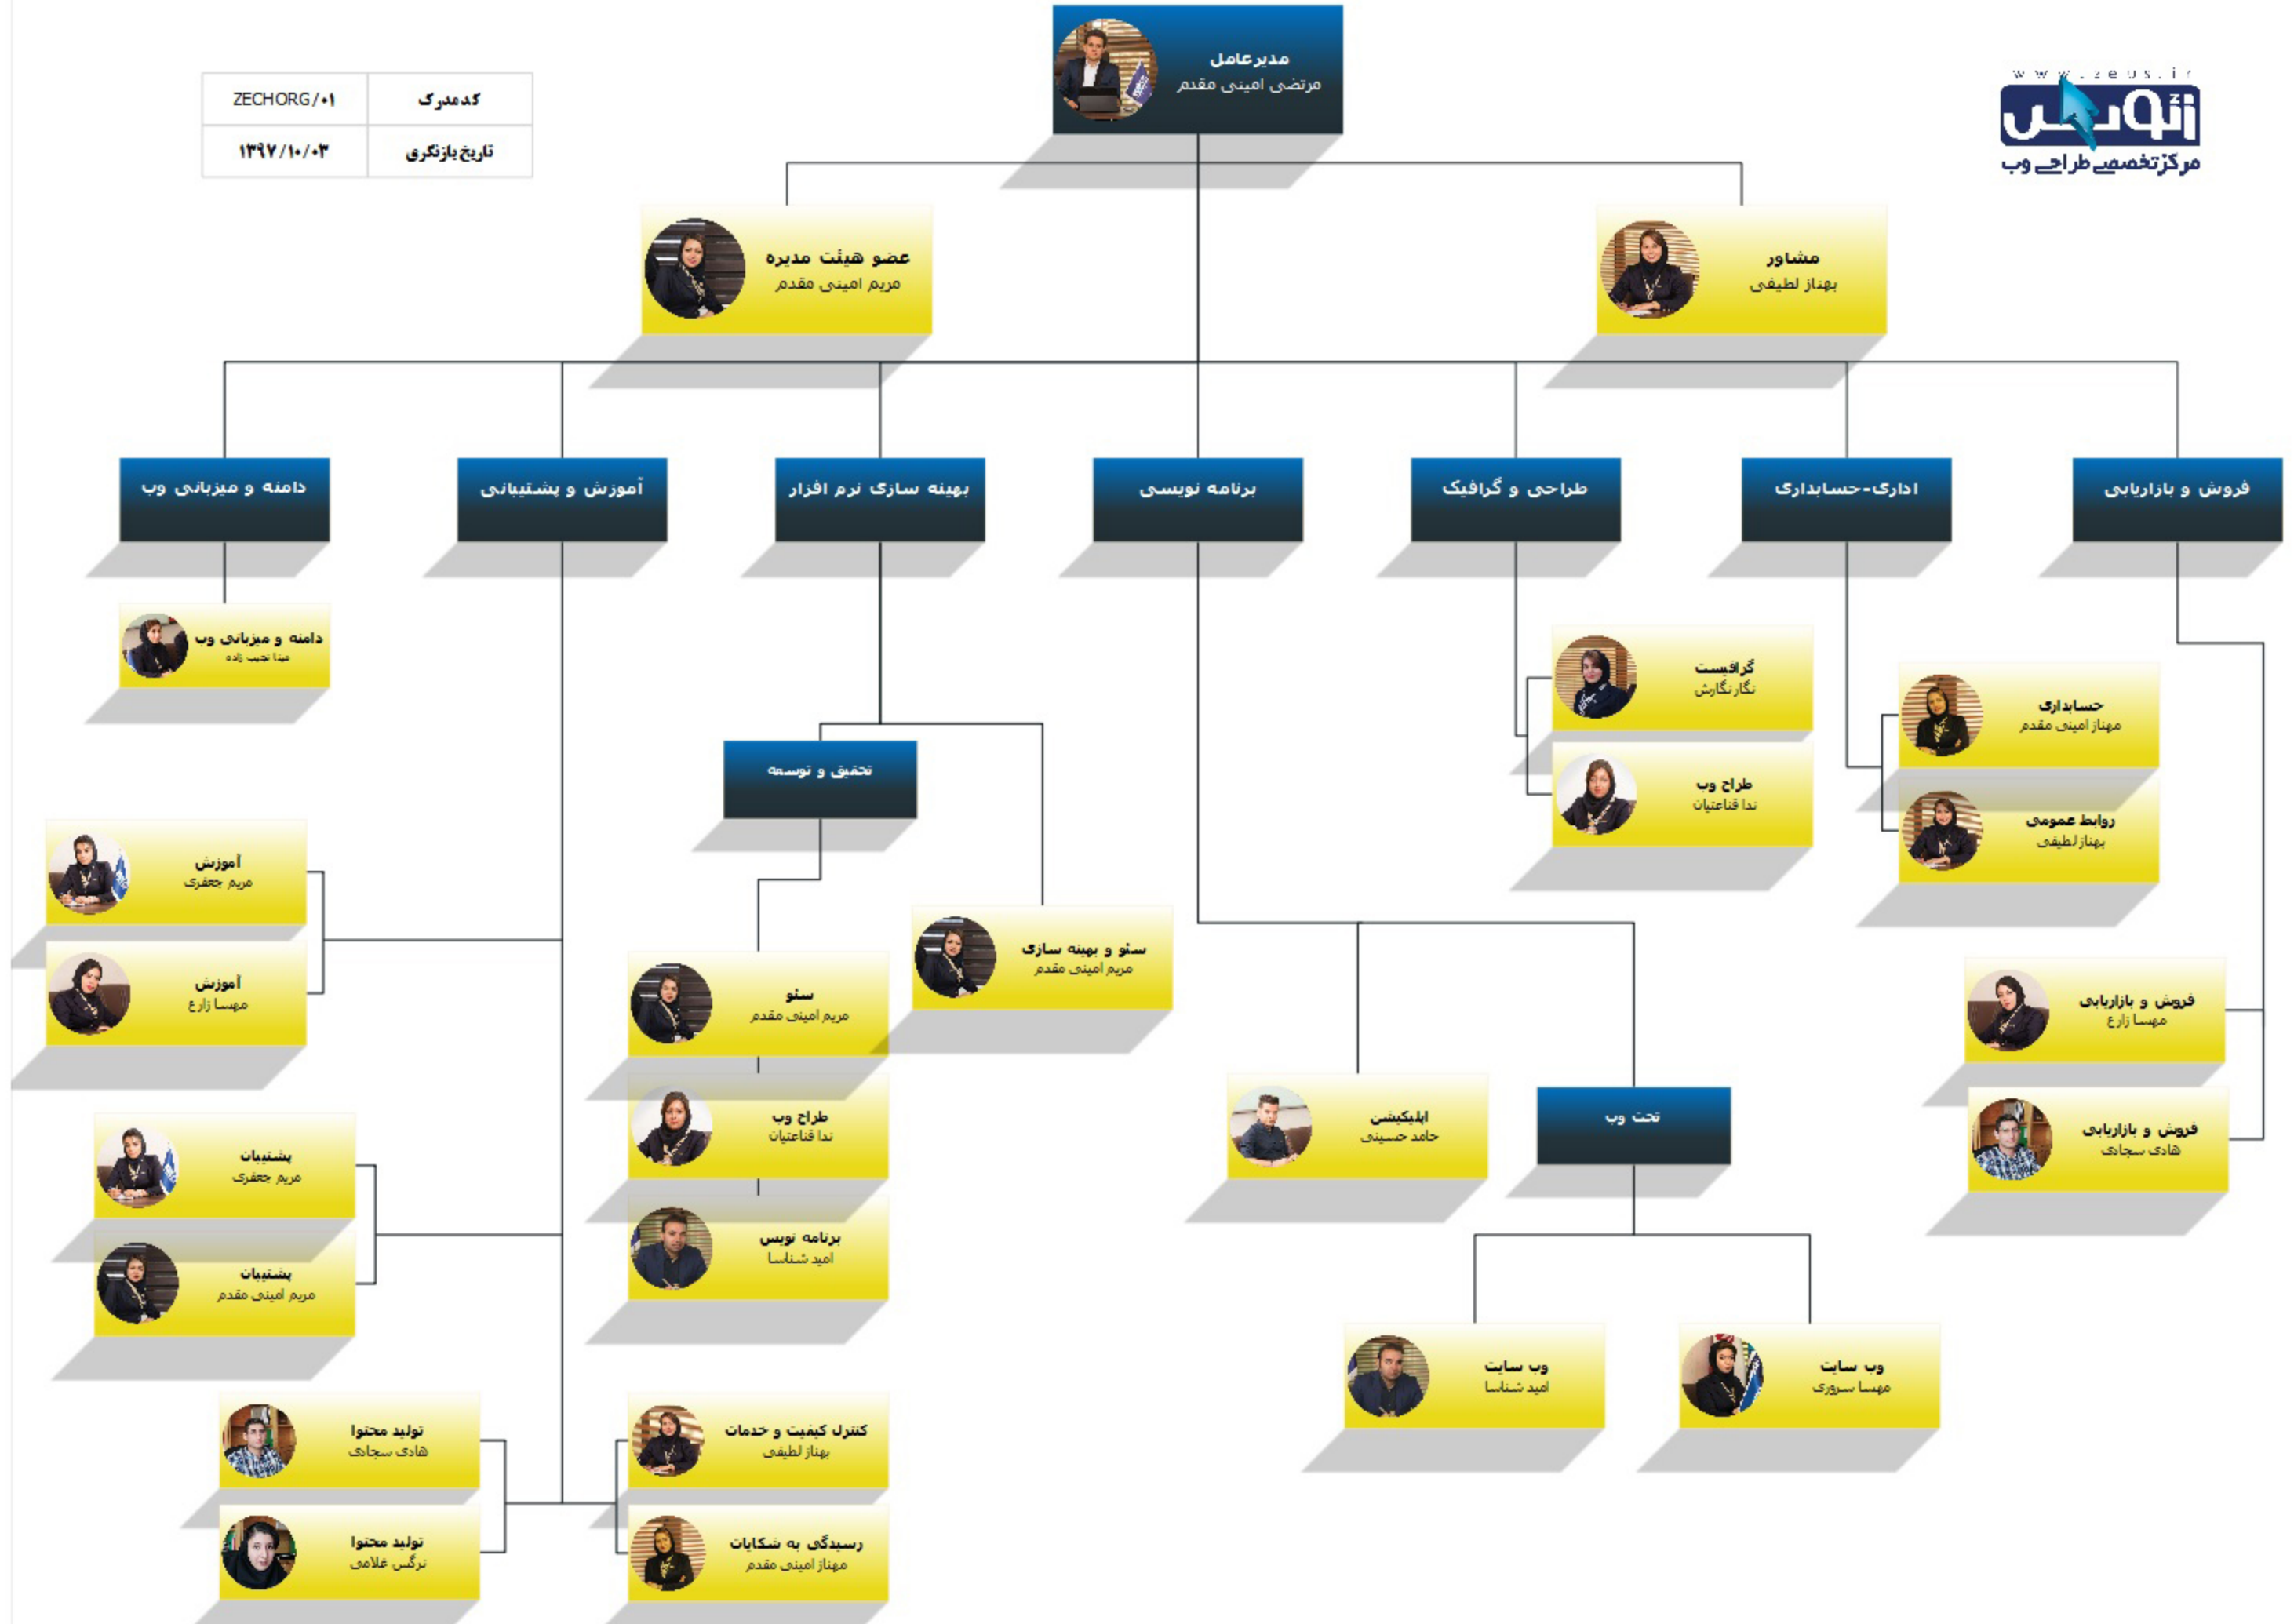 مدیرعامل
مرتضی امینی مقدم
www.zeus.ir
زئوس
مرکز تخصصی طراحی وب
کدمدرک
ZECHORG/۰۱
تاریخ بازنگری
۱۳۹۷/۱۰/۰۳
مشاور
بهناز لطیفی
عضو هیئت مدیره
مریم امینی مقدم
فروش و بازاریابی
اداری-حسابداری
طراحی و گرافیک
برنامه نویسی
بهینه سازی نرم افزار
آموزش و پشتیبانی
دامنه و میزبانی وب
دامنه و میزبانی وب
مینا نجیب زاده
گرافیست
نگار نگارش
طراح وب
ندا قناعتیان
حسابداری
مهناز امینی مقدم
روابط عمومی
بهناز لطیفی
تحقیق و توسعه
آموزش
مریم جعفری
آموزش
مهسا زارع
سئو و بهینه سازی
مریم امینی مقدم
سئو
مریم امینی مقدم
طراح وب
ندا قناعتیان
برنامه نویس
امید شناسا
فروش و بازاریابی
مهسا زارع
فروش و بازاریابی
هادی سجادی
اپلیکیشن
حامد حسینی
تحت وب
پشتیبان
مریم جعفری
پشتیبان
مریم امینی مقدم
وب سایت
مهسا سروری
وب سایت
امید شناسا
کنترل کیفیت و خدمات
بهناز لطیفی
رسیدگی به شکایات
مهناز امینی مقدم
تولید محتوا
هادی سجادی
تولید محتوا
نرگس غلامی